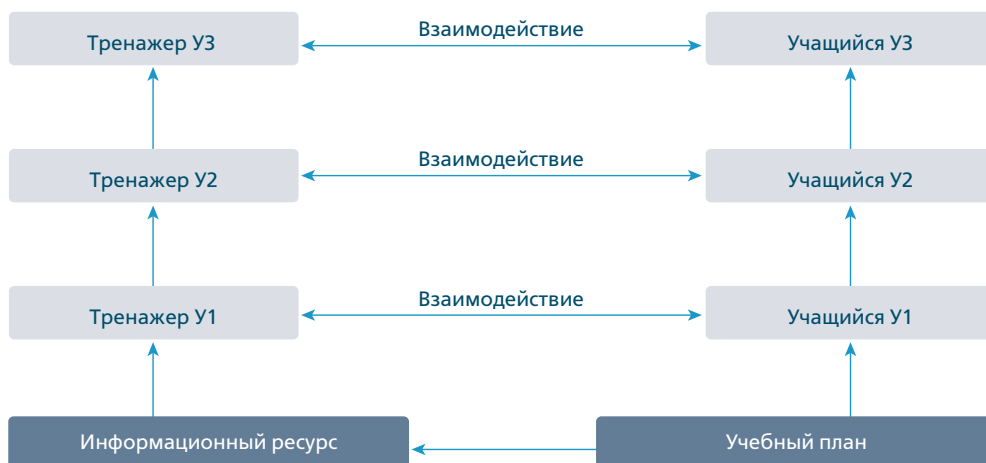 Взаимодействие
Тренажер У3
Учащийся У3
Взаимодействие
Тренажер У2
Учащийся У2
Взаимодействие
Тренажер У1
Учащийся У1
Информационный ресурс
Учебный план